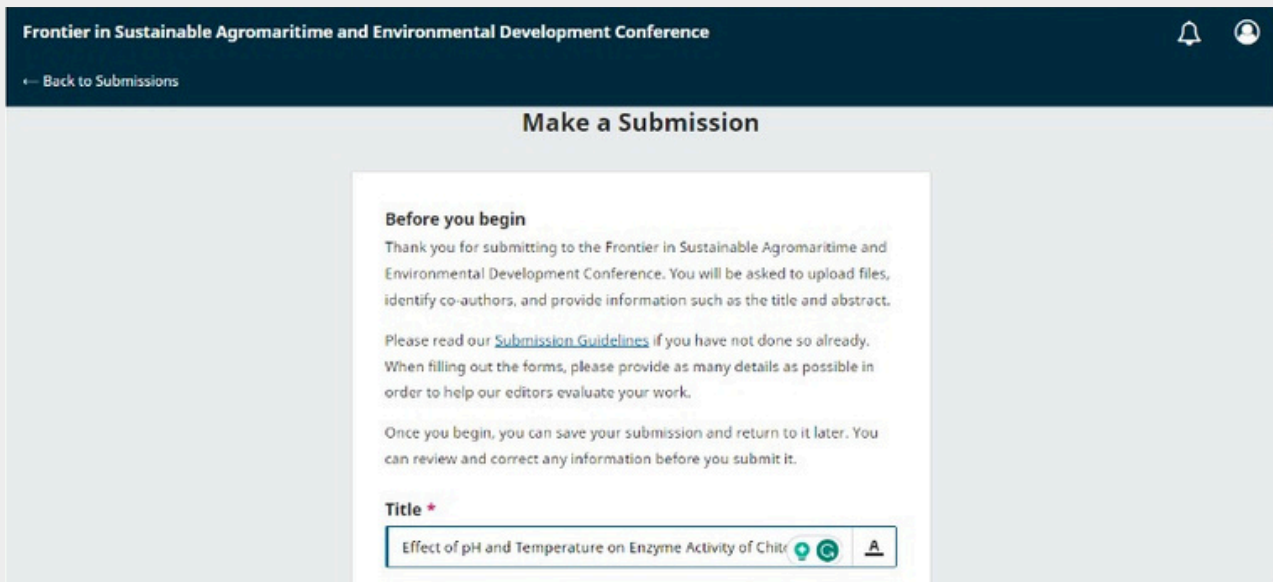 Frontier in Sustainable Agromaritime and Environmental Development Conference
← Back to Submissions
Make a Submission
Before you begin
Thank you for submitting to the Frontier in Sustainable Agromaritime and
Environmental Development Conference. You will be asked to upload files,
identify co-authors, and provide information such as the title and abstract.
Please read our Submission Guidelines if you have not done so already.
When filling out the forms, please provide as many details as possible in
order to help our editors evaluate your work.
Once you begin, you can save your submission and return to it later. You
can review and correct any information before you submit it.
Title *
Effect of pH and Temperature on Enzyme Activity of